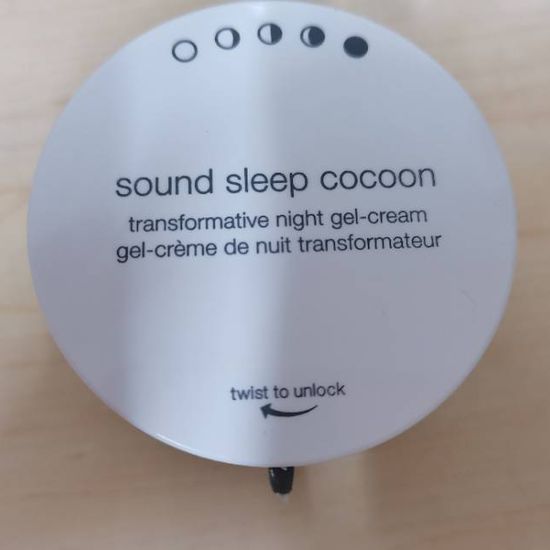 sound sleep cocoon
transformative night gel-cream
gel-crème de nuit transformateur
twist to unlock